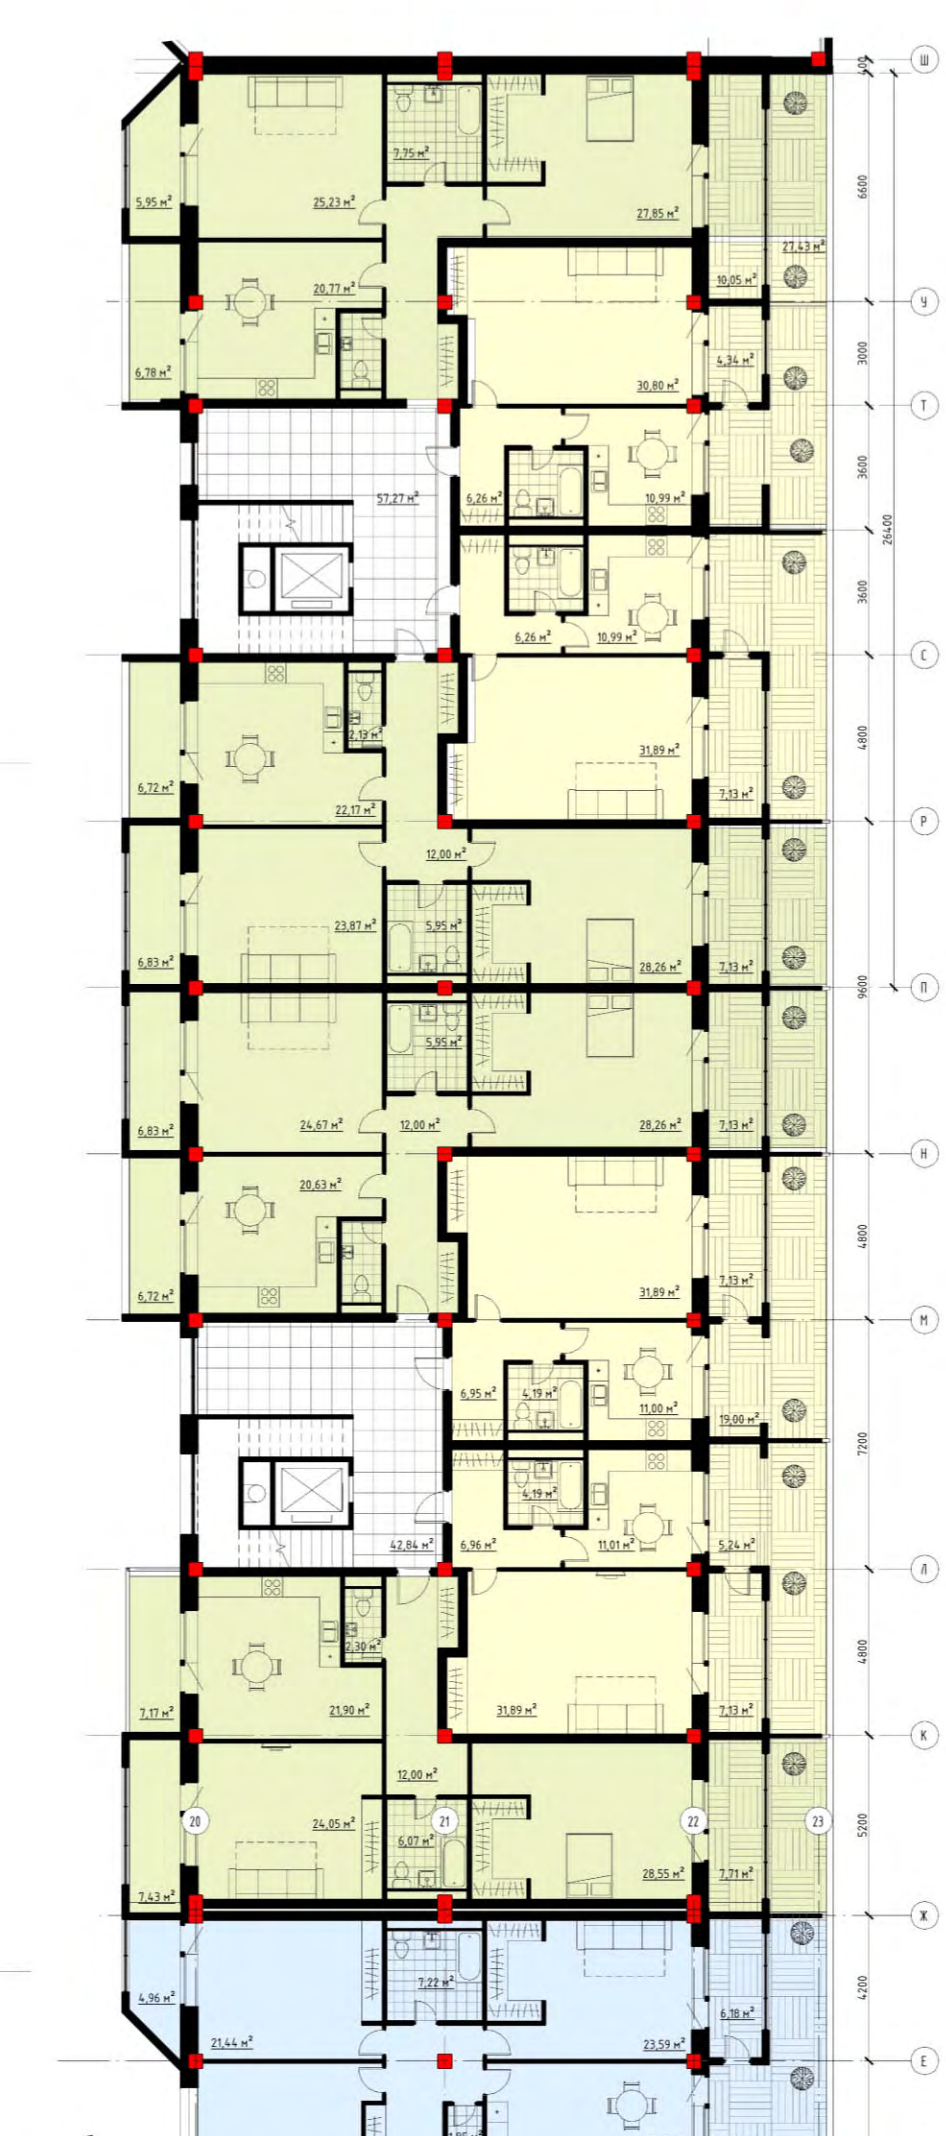 Ш
400
7,75 м²
5,95 м²
25,23 м²
27,85 м²
6600
27,43 м²
10,05 м²
20,77 м²
У
6,78 м²
30,80 м²
4,34 м²
3000
Т
57,27 м²
6,26 м²
10,99 м²
3600
26400
6,26 м²
10,99 м²
3600
С
2,13 м²
31,89 м²
4800
6,72 м²
22,17 м²
7,13 м²
Р
12,00 м²
23,87 м²
5,95 м²
6,83 м²
28,26 м²
7,13 м²
9600
П
5,95 м²
6,83 м²
24,67 м²
12,00 м²
28,26 м²
7,13 м²
Н
20,63 м²
4800
6,72 м²
31,89 м²
7,13 м²
М
6,95 м²
4,19 м²
11,00 м²
19,00 м²
7200
4,19 м²
42,84 м²
6,96 м²
11,01 м²
5,24 м²
Л
2,30 м²
4800
7,17 м²
21,90 м²
31,89 м²
7,13 м²
К
12,00 м²
20
24,05 м²
21
22
23
5200
6,07 м²
7,43 м²
28,55 м²
7,71 м²
Ж
7,22 м²
4200
4,96 м²
21,44 м²
23,59 м²
6,18 м²
Е